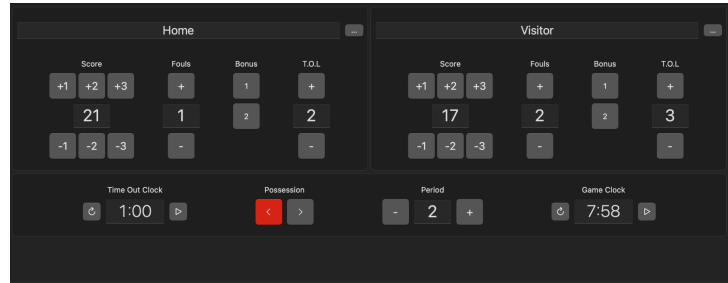 Home ...
Visitor ...
Score Fouls Bonus T.O.L
+1 +2 +3 + 1 +
21 1 2 2
-1 -2 -3 - -
Score Fouls Bonus T.O.L
+1 +2 +3 + 1 +
17 2 2 3
-1 -2 -3 - -
Time Out Clock Possession Period Game Clock
1:00 < > - 2 + 7:58